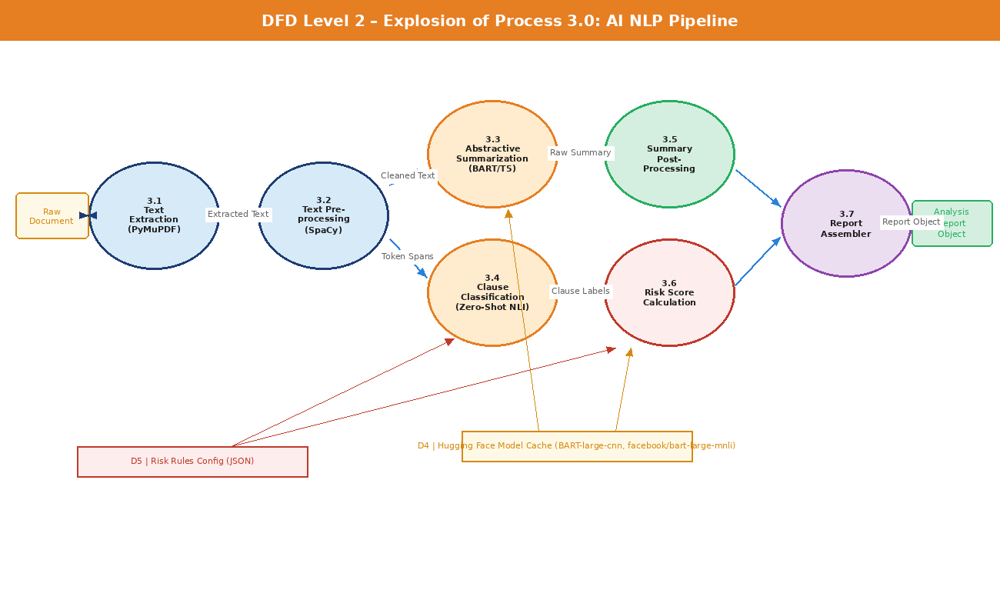 DFD Level 2 – Explosion of Process 3.0: AI NLP Pipeline
Raw
Document
3.1
Text
Extraction
(PyMuPDF)
Extracted Text
3.2
Text Pre-
processing
(SpaCy)
Cleaned Text
Token Spans
3.3
Abstractive
Summarization
(BART/T5)
Raw Summary
3.5
Summary
Post-
Processing
3.4
Clause
Classification
(Zero-Shot NLI)
Clause Labels
3.6
Risk Score
Calculation
3.7
Report
Assembler
Report Object
Analysis
eport
Object
D4 | Hugging Face Model Cache (BART-large-cnn, facebook/bart-large-mnli)
D5 | Risk Rules Config (JSON)